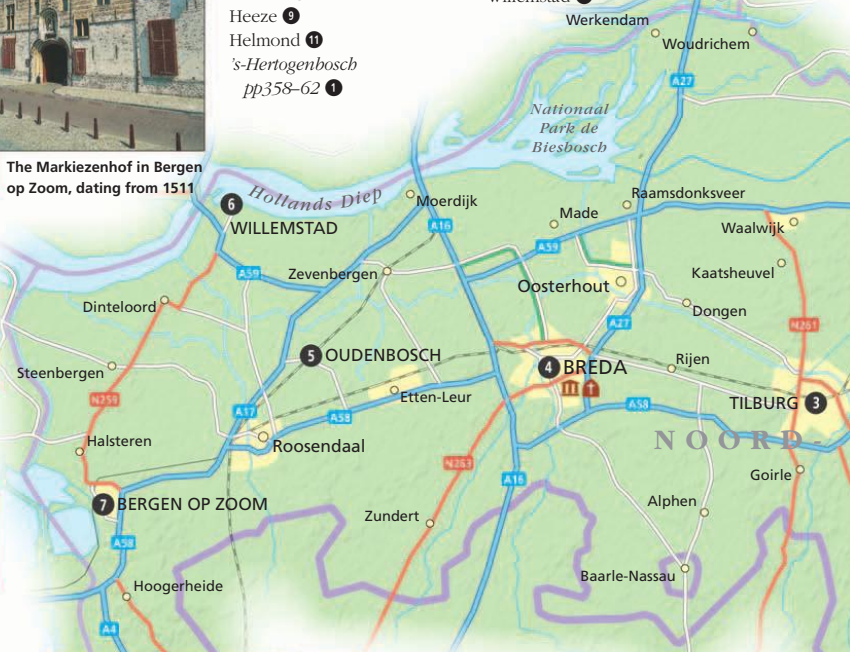 Heeze 9
Helmond 11
's-Hertogenbosch
pp358–62 1
Werkendam
Woudrichem
A27
Nationaal
Park de
Biesbosch
The Markiezenhof in Bergen
op Zoom, dating from 1511
Hollands Diep
6
WILLEMSTAD
Moerdijk
Raamsdonksveer
Made
Waalwijk
A16
A59
A59
Zevenbergen
Kaatsheuvel
Oosterhout
Dinteloord
Dongen
A27
N261
5 OUDENBOSCH
Steenbergen
4 BREDA
Rijen
Etten-Leur
N259
A17
A58
A58
TILBURG 3
Halsteren
Roosendaal
NOORD-
N263
A16
Goirle
7 BERGEN OP ZOOM
Alphen
Zundert
A58
Baarle-Nassau
Hoogerheide
A4